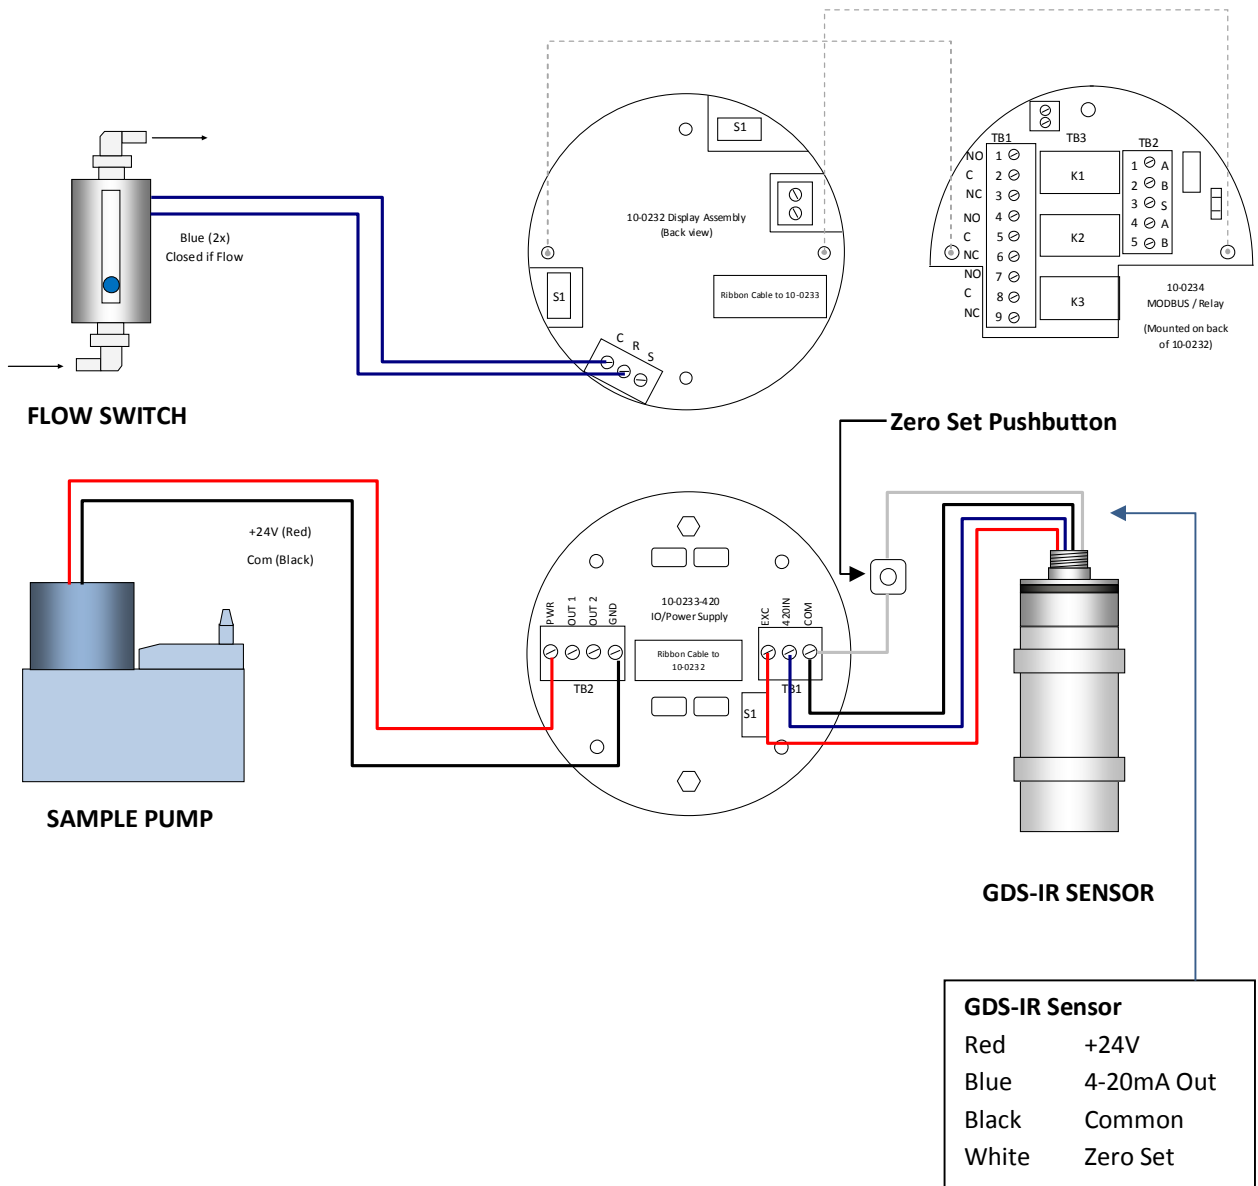 S1
10-0232 Display Assembly
(Back view)
S1
Ribbon Cable to 10-0233
C
R
S
Blue (2x)
Closed if Flow
FLOW SWITCH
TB1
TB3
TB2
NO 1
C 2
NC 3
NO 4
C 5
NC 6
NO 7
C 8
NC 9
K1
K2
K3
1 A
2 B
3 S
4 A
5 B
10-0234
MODBUS / Relay
(Mounted on back
of 10-0232)
Zero Set Pushbutton
+24V (Red)
Com (Black)
SAMPLE PUMP
10-0233-420
IO/Power Supply
PWR
OUT 1
OUT 2
GND
TB2
Ribbon Cable to
10-0232
EXC
420IN
COM
TB1
S1
GDS-IR SENSOR
GDS-IR Sensor
Red +24V
Blue 4-20mA Out
Black Common
White Zero Set